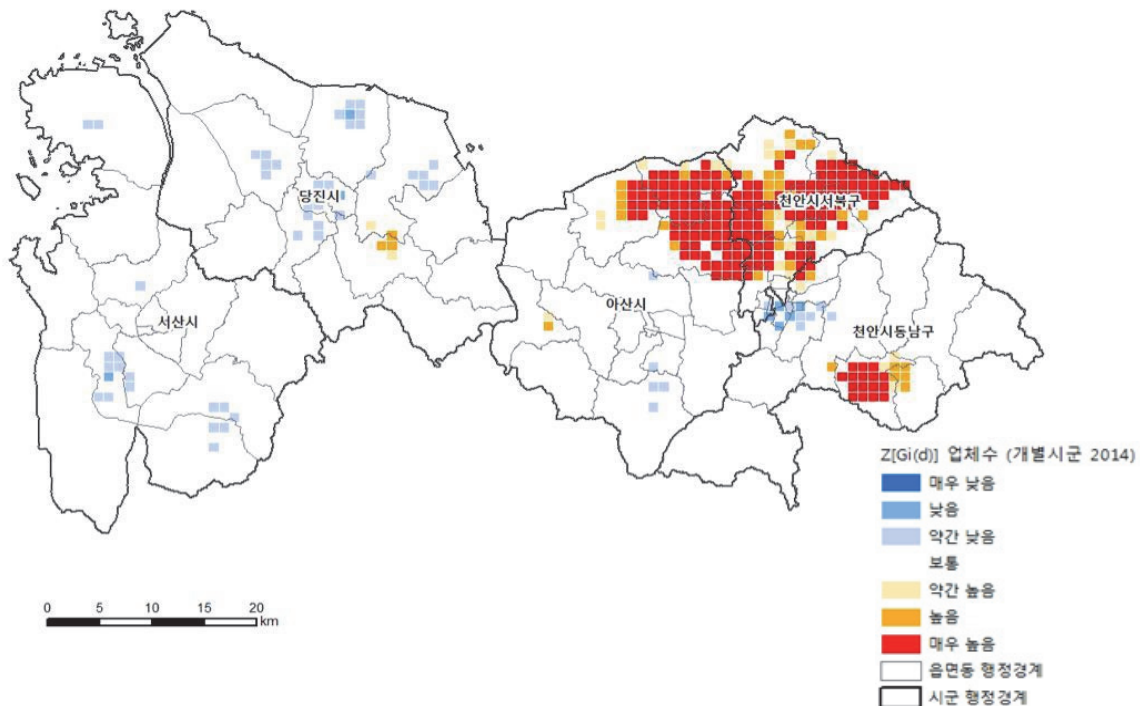 당진시
천안시서북구
서산시
아산시
천안시동남구
Z[Gi(d)] 업체수 (개별시군 2014)
매우 낮음
낮음
약간 낮음
보통
약간 높음
높음
매우 높음
읍면동 행정경계
시군 행정경계
0 5 10 15 20
km